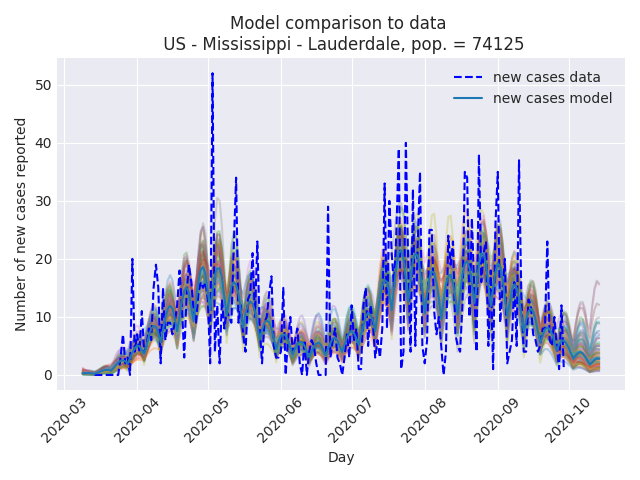 Model comparison to data
US - Mississippi - Lauderdale, pop. = 74125
new cases data
new cases model
Number of new cases reported
50
40
30
20
10
0
2020-03
2020-04
2020-05
2020-06
2020-07
2020-08
2020-09
2020-10
Day